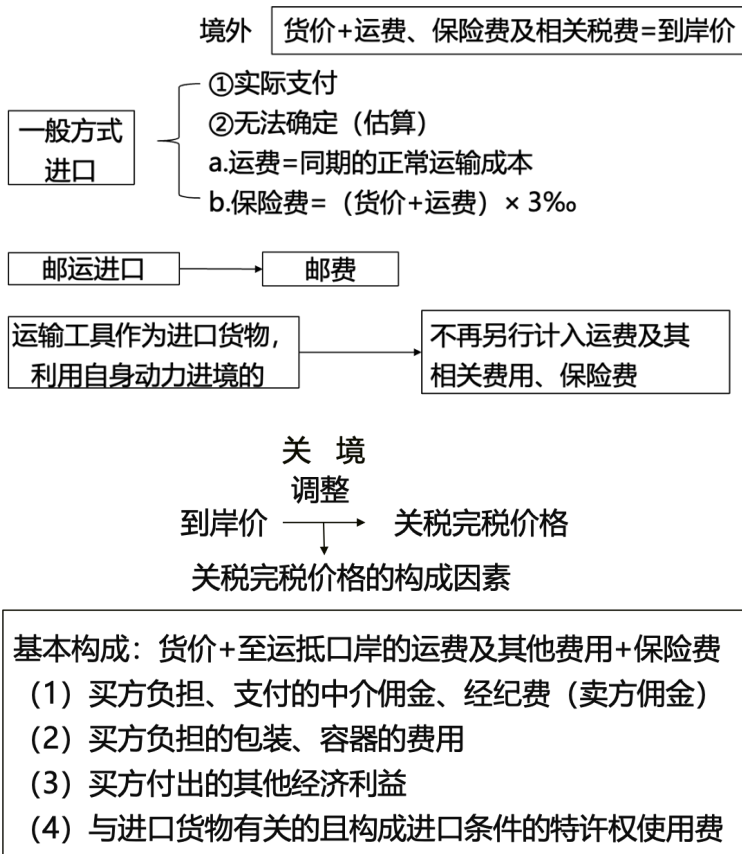 境外 货价+运费、保险费及相关税费=到岸价
一般方式
进口
①实际支付
②无法确定（估算）
a.运费=同期的正常运输成本
b.保险费=（货价+运费）× 3‰
邮运进口 邮费
运输工具作为进口货物，
利用自身动力进境的
不再另行计入运费及其
相关费用、保险费
关 境
调整
到岸价 关税完税价格
关税完税价格的构成因素
基本构成：货价+至运抵口岸的运费及其他费用+保险费
（1）买方负担、支付的中介佣金、经纪费（卖方佣金）
（2）买方负担的包装、容器的费用
（3）买方付出的其他经济利益
（4）与进口货物有关的且构成进口条件的特许权使用费